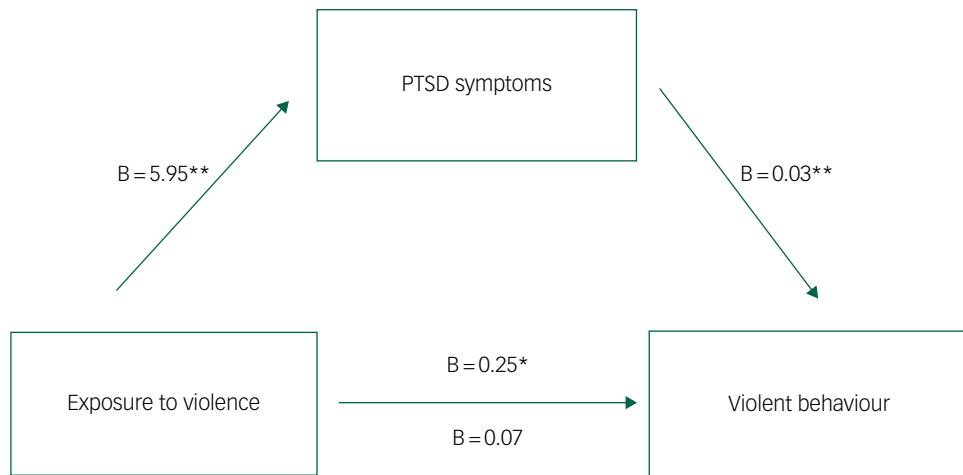 PTSD symptoms
B = 5.95**
B = 0.03**
B = 0.25*
Exposure to violence
Violent behaviour
B = 0.07